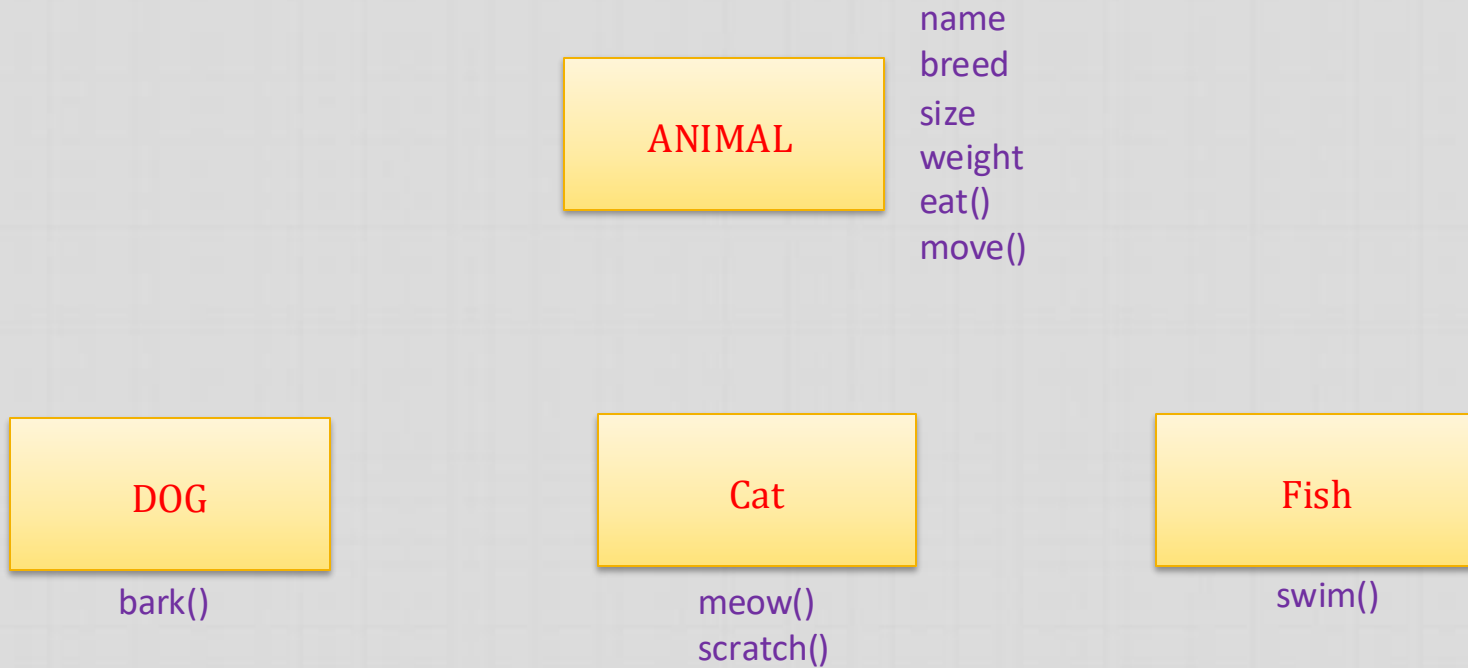 name
breed
size
weight
eat()
move()
ANIMAL
DOG
bark()
Cat
meow()
scratch()
Fish
swim()